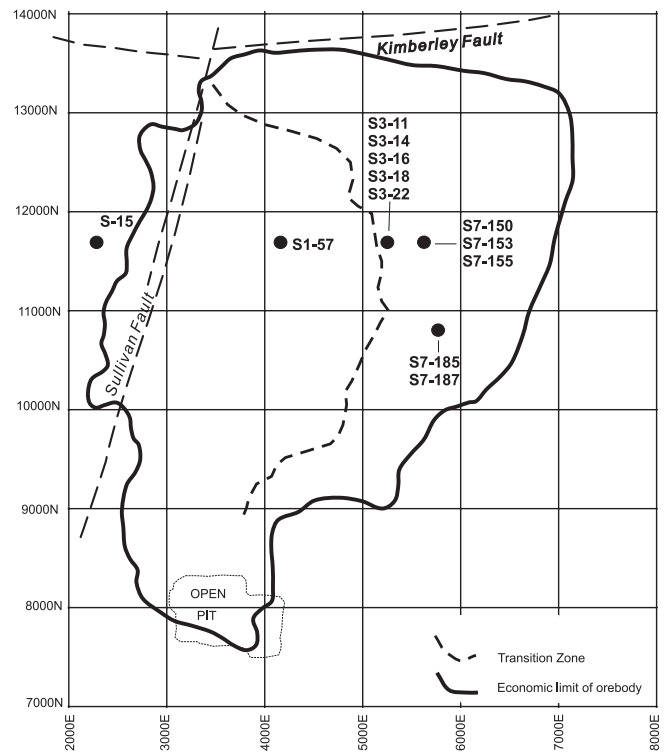 14000N
Kimberley Fault
13000N
S3-11
S3-14
S3-16
S3-18
S3-22
12000N
S-15
S1-57
S7-150
S7-153
S7-155
11000N
Sullivan Fault
S7-185
S7-187
10000N
9000N
8000N
OPEN
PIT
Transition Zone
Economic limit of orebody
7000N
2000E
3000E
4000E
5000E
6000E
7000E
8000E